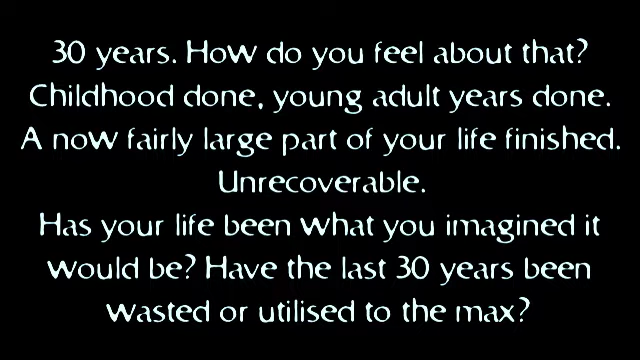 30 years. How do you feel about that?
Childhood done, young adult years done.
A now fairly large part of your life finished.
Unrecoverable.
Has your life been what you imagined it
would be? Have the last 30 years been
wasted or utilised to the max?